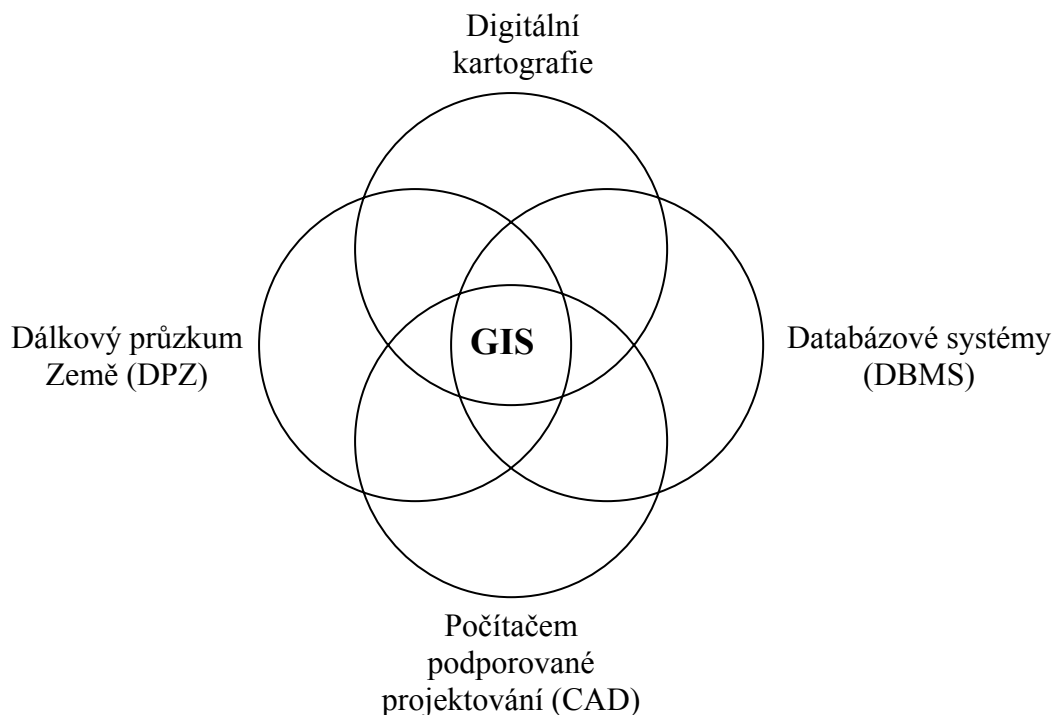 Digitální
kartografie
Dálkový průzkum
Země (DPZ)
GIS
Databázové systémy
(DBMS)
Počítačem
podporované
projektování (CAD)